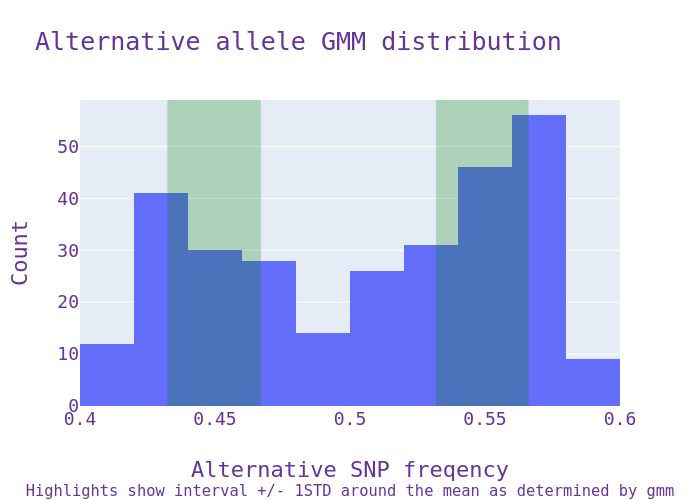 Alternative allele GMM distribution
Count
50
40
30
20
10
0
0.4 0.45 0.5 0.55 0.6
Alternative SNP freqency
Highlights show interval +/- 1STD around the mean as determined by gmm